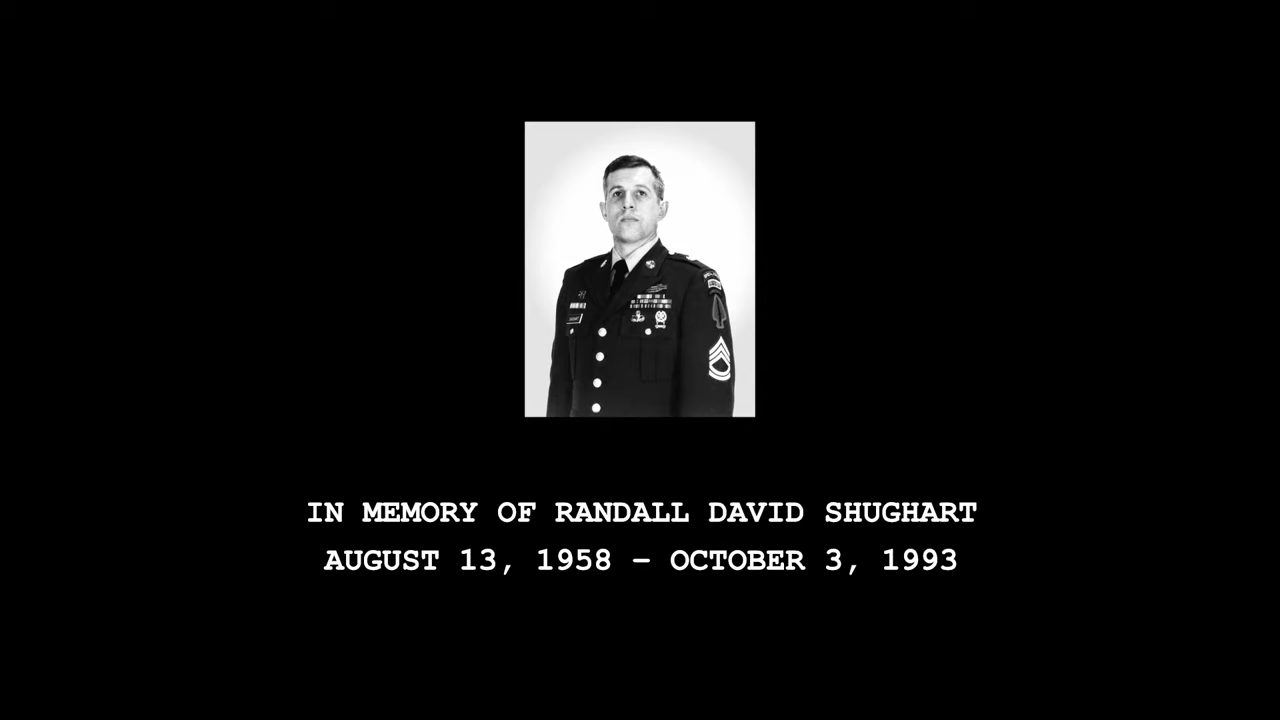 IN MEMORY OF RANDALL DAVID SHUGHART
AUGUST 13, 1958 – OCTOBER 3, 1993